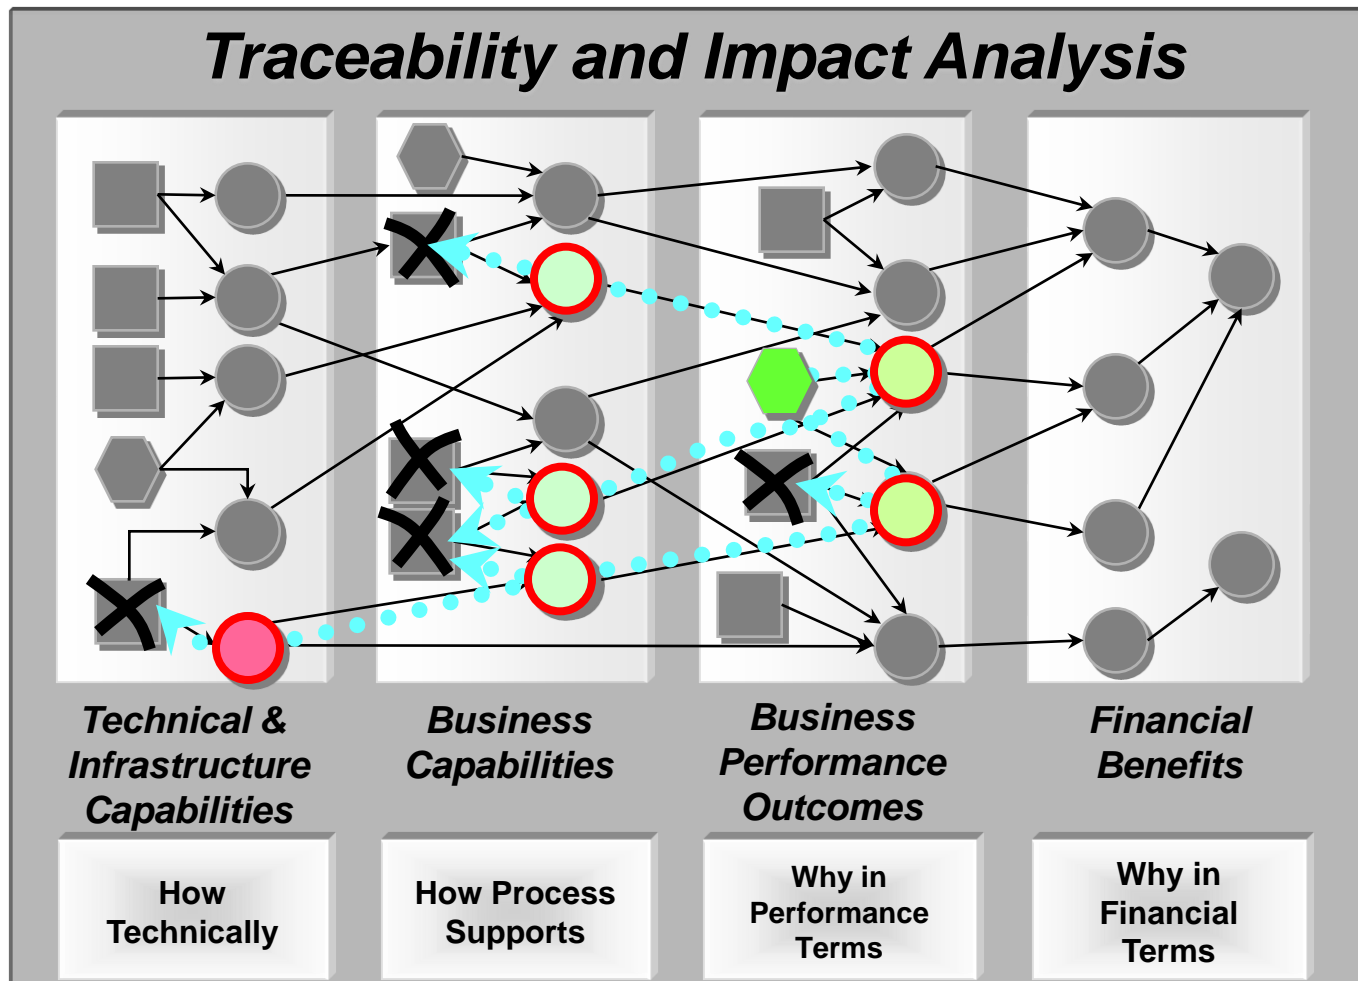 Traceability and Impact Analysis
Technical &
Infrastructure
Capabilities
Business
Capabilities
Business
Performance
Outcomes
Financial
Benefits
How
Technically
How Process
Supports
Why in
Performance
Terms
Why in
Financial
Terms